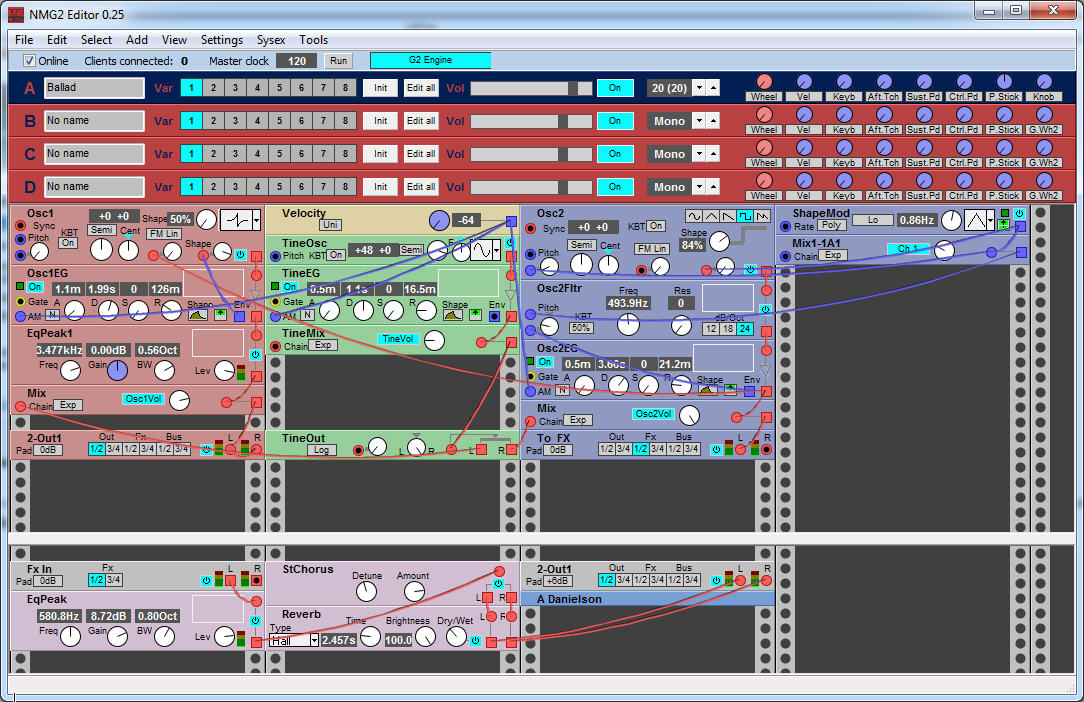 NMG2 Editor 0.25
File Edit Select Add View Settings Sysex Tools
Online Clients connected: 0 Master clock 120 Run G2 Engine
A Ballad Var 1 2 3 4 5 6 7 8 Init Edit all Vol On 20 (20)
Wheel Vel Keyb Aft.Tch Sust.Pd Ctrl.Pd P.Stick Knob
B No name Var 1 2 3 4 5 6 7 8 Init Edit all Vol On Mono
Wheel Vel Keyb Aft.Tch Sust.Pd Ctrl.Pd P.Stick G.Wh2
C No name Var 1 2 3 4 5 6 7 8 Init Edit all Vol On Mono
Wheel Vel Keyb Aft.Tch Sust.Pd Ctrl.Pd P.Stick G.Wh2
D No name Var 1 2 3 4 5 6 7 8 Init Edit all Vol On Mono
Wheel Vel Keyb Aft.Tch Sust.Pd Ctrl.Pd P.Stick G.Wh2
Osc1 +0 +0 Shape 50%
Sync Semi Cent FM Lin
Pitch KBT On Shape
Osc1EG
On 1.1m 1.99s 0 126m
Gate A D S R Shape Env
AM N
EqPeak1
3.477kHz 0.00dB 0.56Oct
Freq Gain BW Lev
Mix
Chain Exp Osc1Vol
2-Out1 Out Fx Bus L R
Pad 0dB 1/2 3/4 1/2 3/4 1/2 3/4
Velocity
Uni -64
TineOsc
Pitch KBT On +48 +0 Semi
TineEG
On 0.5m 1.1s 0 16.5m
Gate A D S R Shape Env
AM N
TineMix
Chain Exp TineVol
TineOut
Log L R L R
Osc2 +0 +0 KBT On
Sync Semi Cent Shape
Pitch FM Lin 84%
Osc2Fltr Freq Res
493.9Hz 0
Pitch KBT dB/Oct
50% 12 18 24
Osc2EG
On 0.5m 3.60s 0 21.2m
Gate A D S R Shape Env
AM N
Mix
Chain Exp Osc2Vol
To FX Out Fx Bus L R
Pad 0dB 1/2 3/4 1/2 3/4 1/2 3/4
ShapeMod Lo 0.86Hz
Rate Poly
Mix1-1A1
Chain Exp Ch 1
Fx In Fx L R
Pad 0dB 1/2 3/4
EqPeak
580.8Hz 8.72dB 0.80Oct
Freq Gain BW Lev
StChorus
Detune Amount
L R
Reverb L R
Type Time Brightness Dry/Wet
Hall 2.457s 100.0
2-Out1 Out Fx Bus L R
Pad +6dB 1/2 3/4 1/2 3/4 1/2 3/4
A Danielson